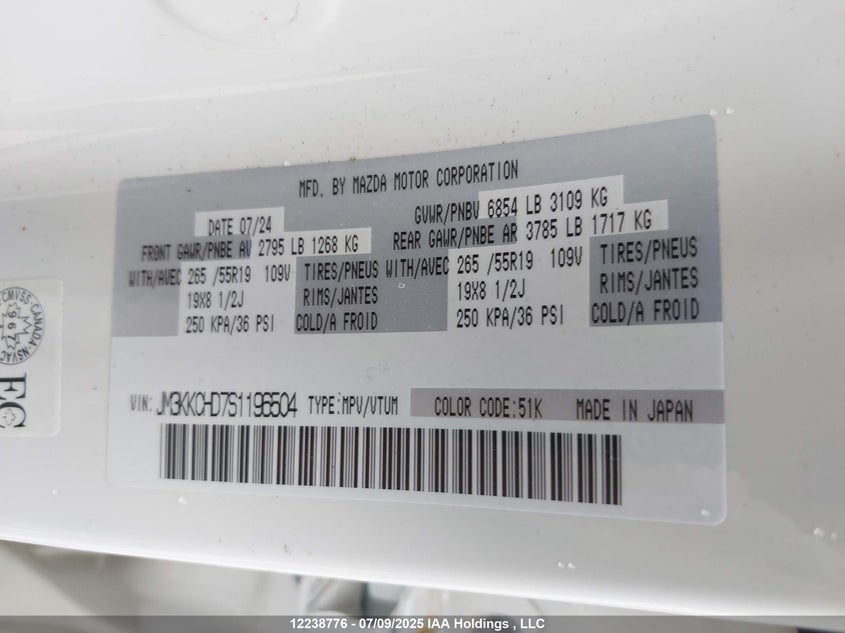 MFD. BY MAZDA MOTOR CORPORATION
DATE 07/24
GVWR/PNBV 6854 LB 3109 KG
FRONT GAWR/PNBE AV 2795 LB 1268 KG
REAR GAWR/PNBE AR 3785 LB 1717 KG
WITH/AVEC 265 /55R19 109V TIRES/PNEUS
WITH/AVEC 265 /55R19 109V TIRES/PNEUS
19X8 1/2J RIMS/JANTES
19X8 1/2J RIMS/JANTES
250 KPA/36 PSI COLD/A FROID
250 KPA/36 PSI COLD/A FROID
VIN: JM3KKCHD7S1196504 TYPE:MPV/VTUM COLOR CODE:51K MADE IN JAPAN
CMVSS-CANADA-NSVAC
12238776 - 07/09/2025 IAA Holdings , LLC